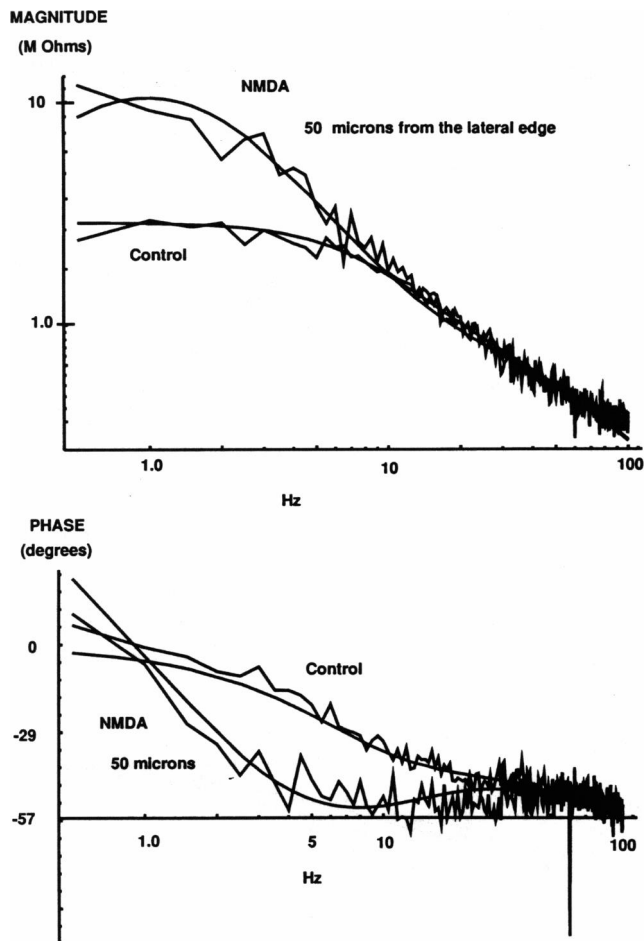 MAGNITUDE
(M Ohms)
NMDA
10
50 microns from the lateral edge
Control
1.0
1.0 10 100
Hz
PHASE
(degrees)
0
Control
NMDA
-29
50 microns
-57
1.0 5 10 100
Hz